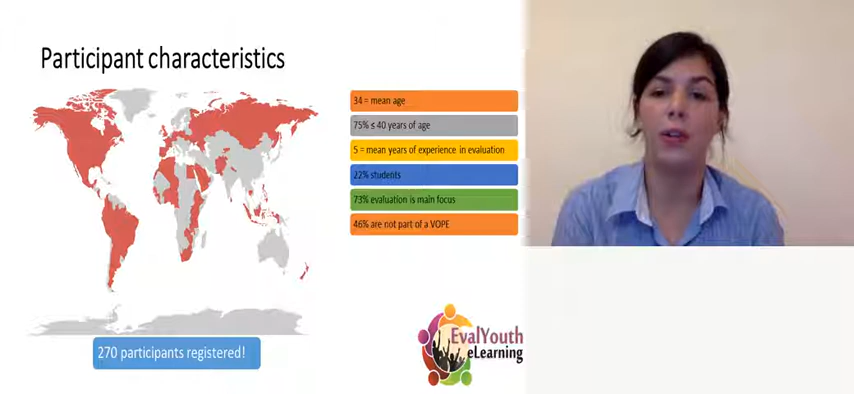 Participant characteristics
34 = mean age
75% ≤ 40 years of age
5 = mean years of experience in evaluation
22% students
73% evaluation is main focus
46% are not part of a VOPE
270 participants registered!
EvalYouth
eLearning